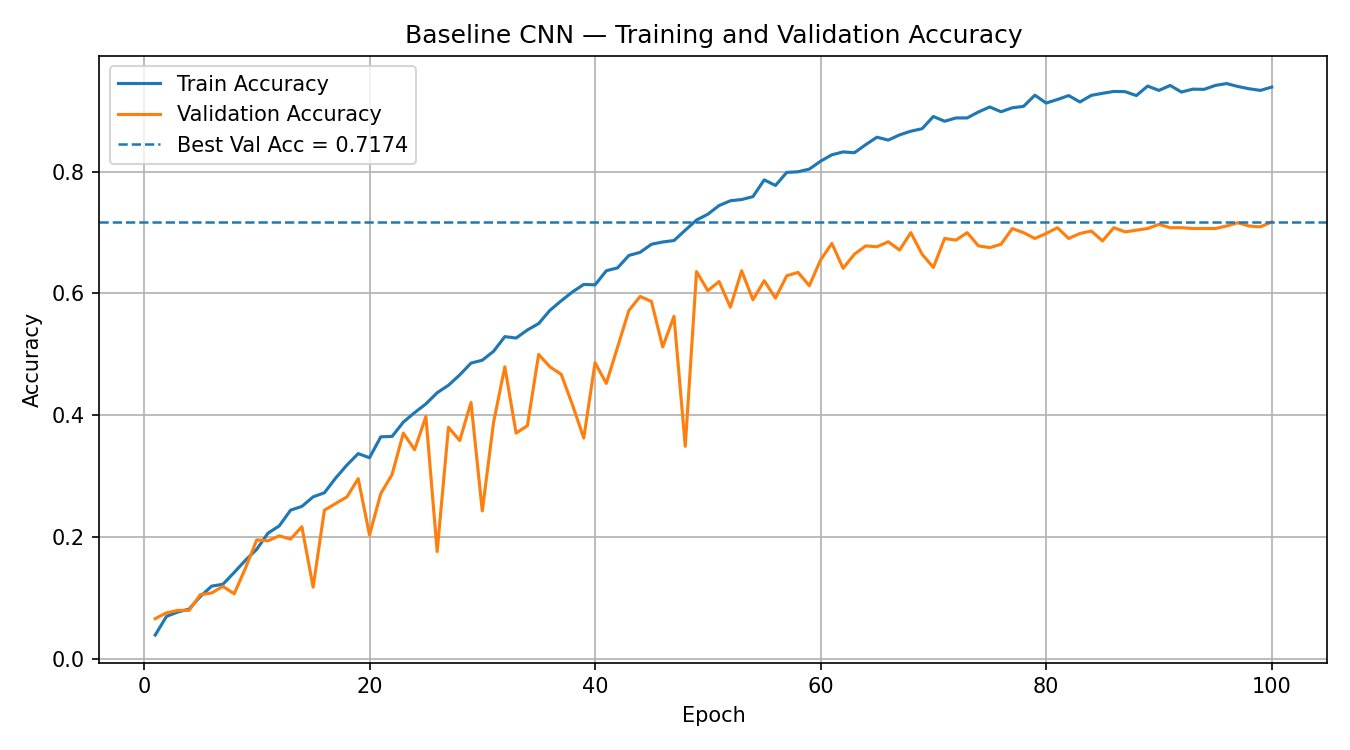 Baseline CNN — Training and Validation Accuracy
Train Accuracy
Validation Accuracy
Best Val Acc = 0.7174
0.8
0.6
0.4
0.2
0.0
Accuracy
0 20 40 60 80 100
Epoch